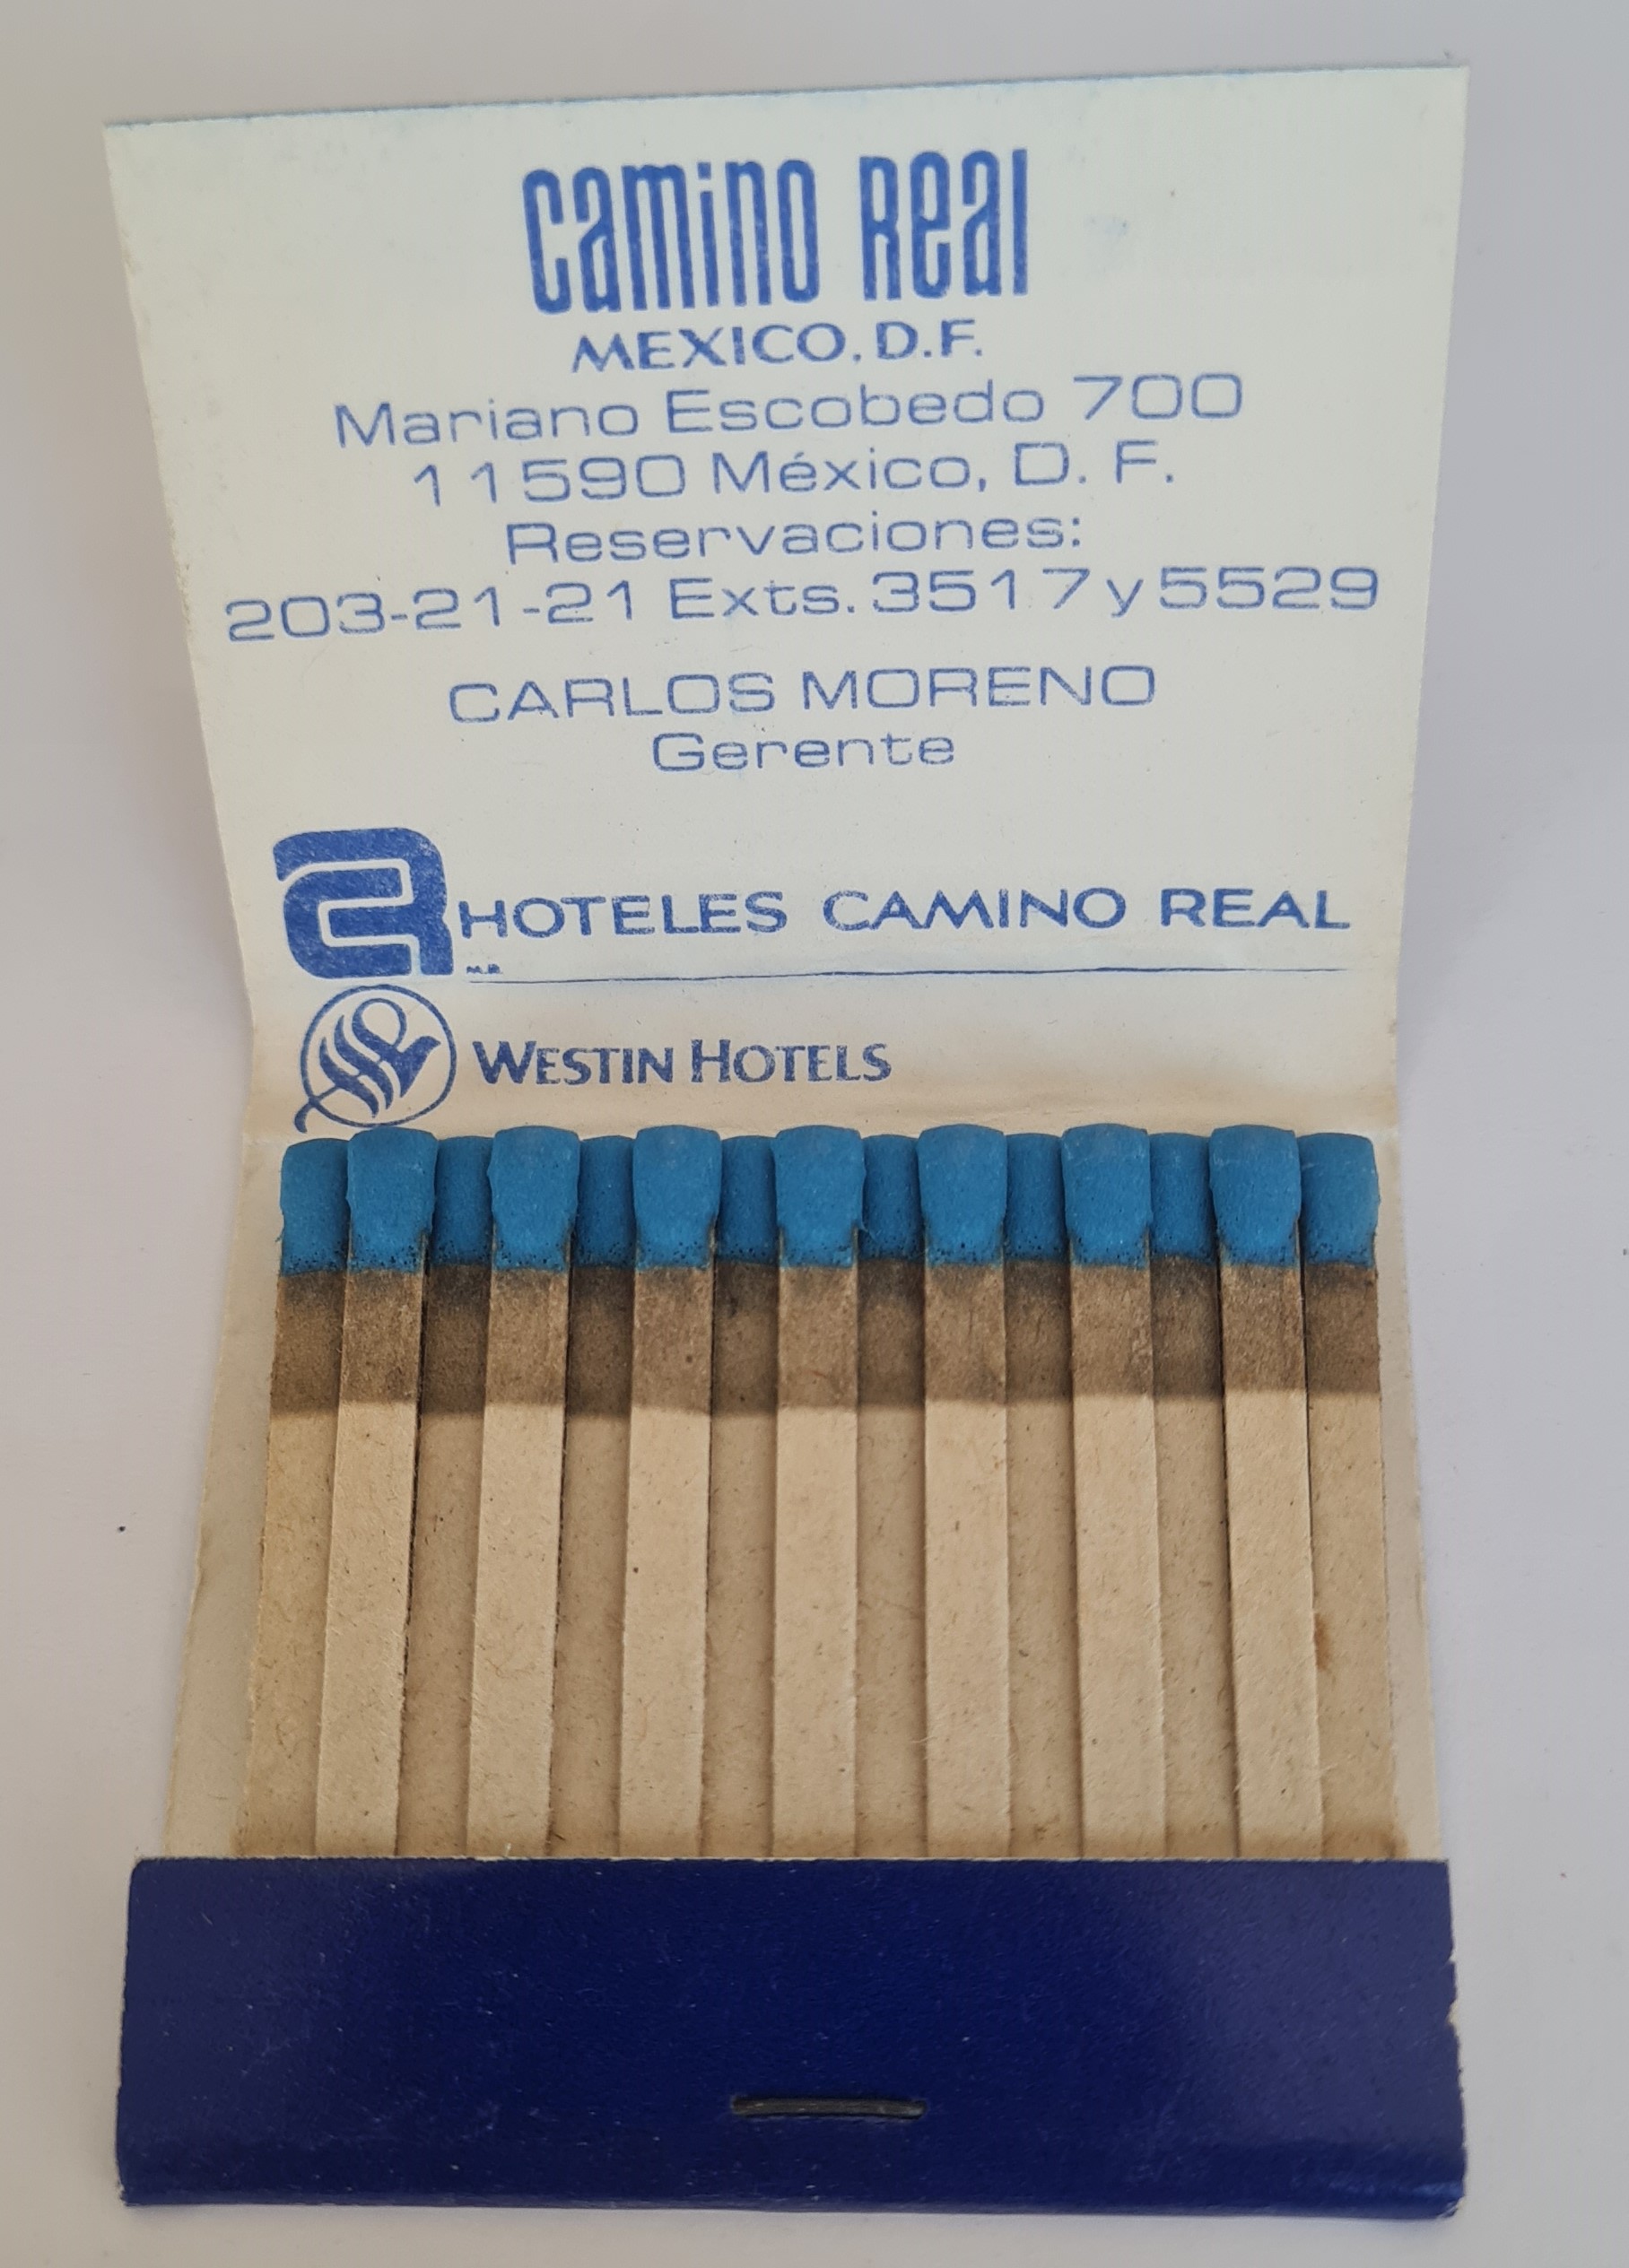 Camino Real
MEXICO, D.F.
Mariano Escobedo 700
11590 México, D. F.
Reservaciones:
203-21-21 Exts. 3517 y 5529
CARLOS MORENO
Gerente
HOTELES CAMINO REAL
M.R.
WESTIN HOTELS